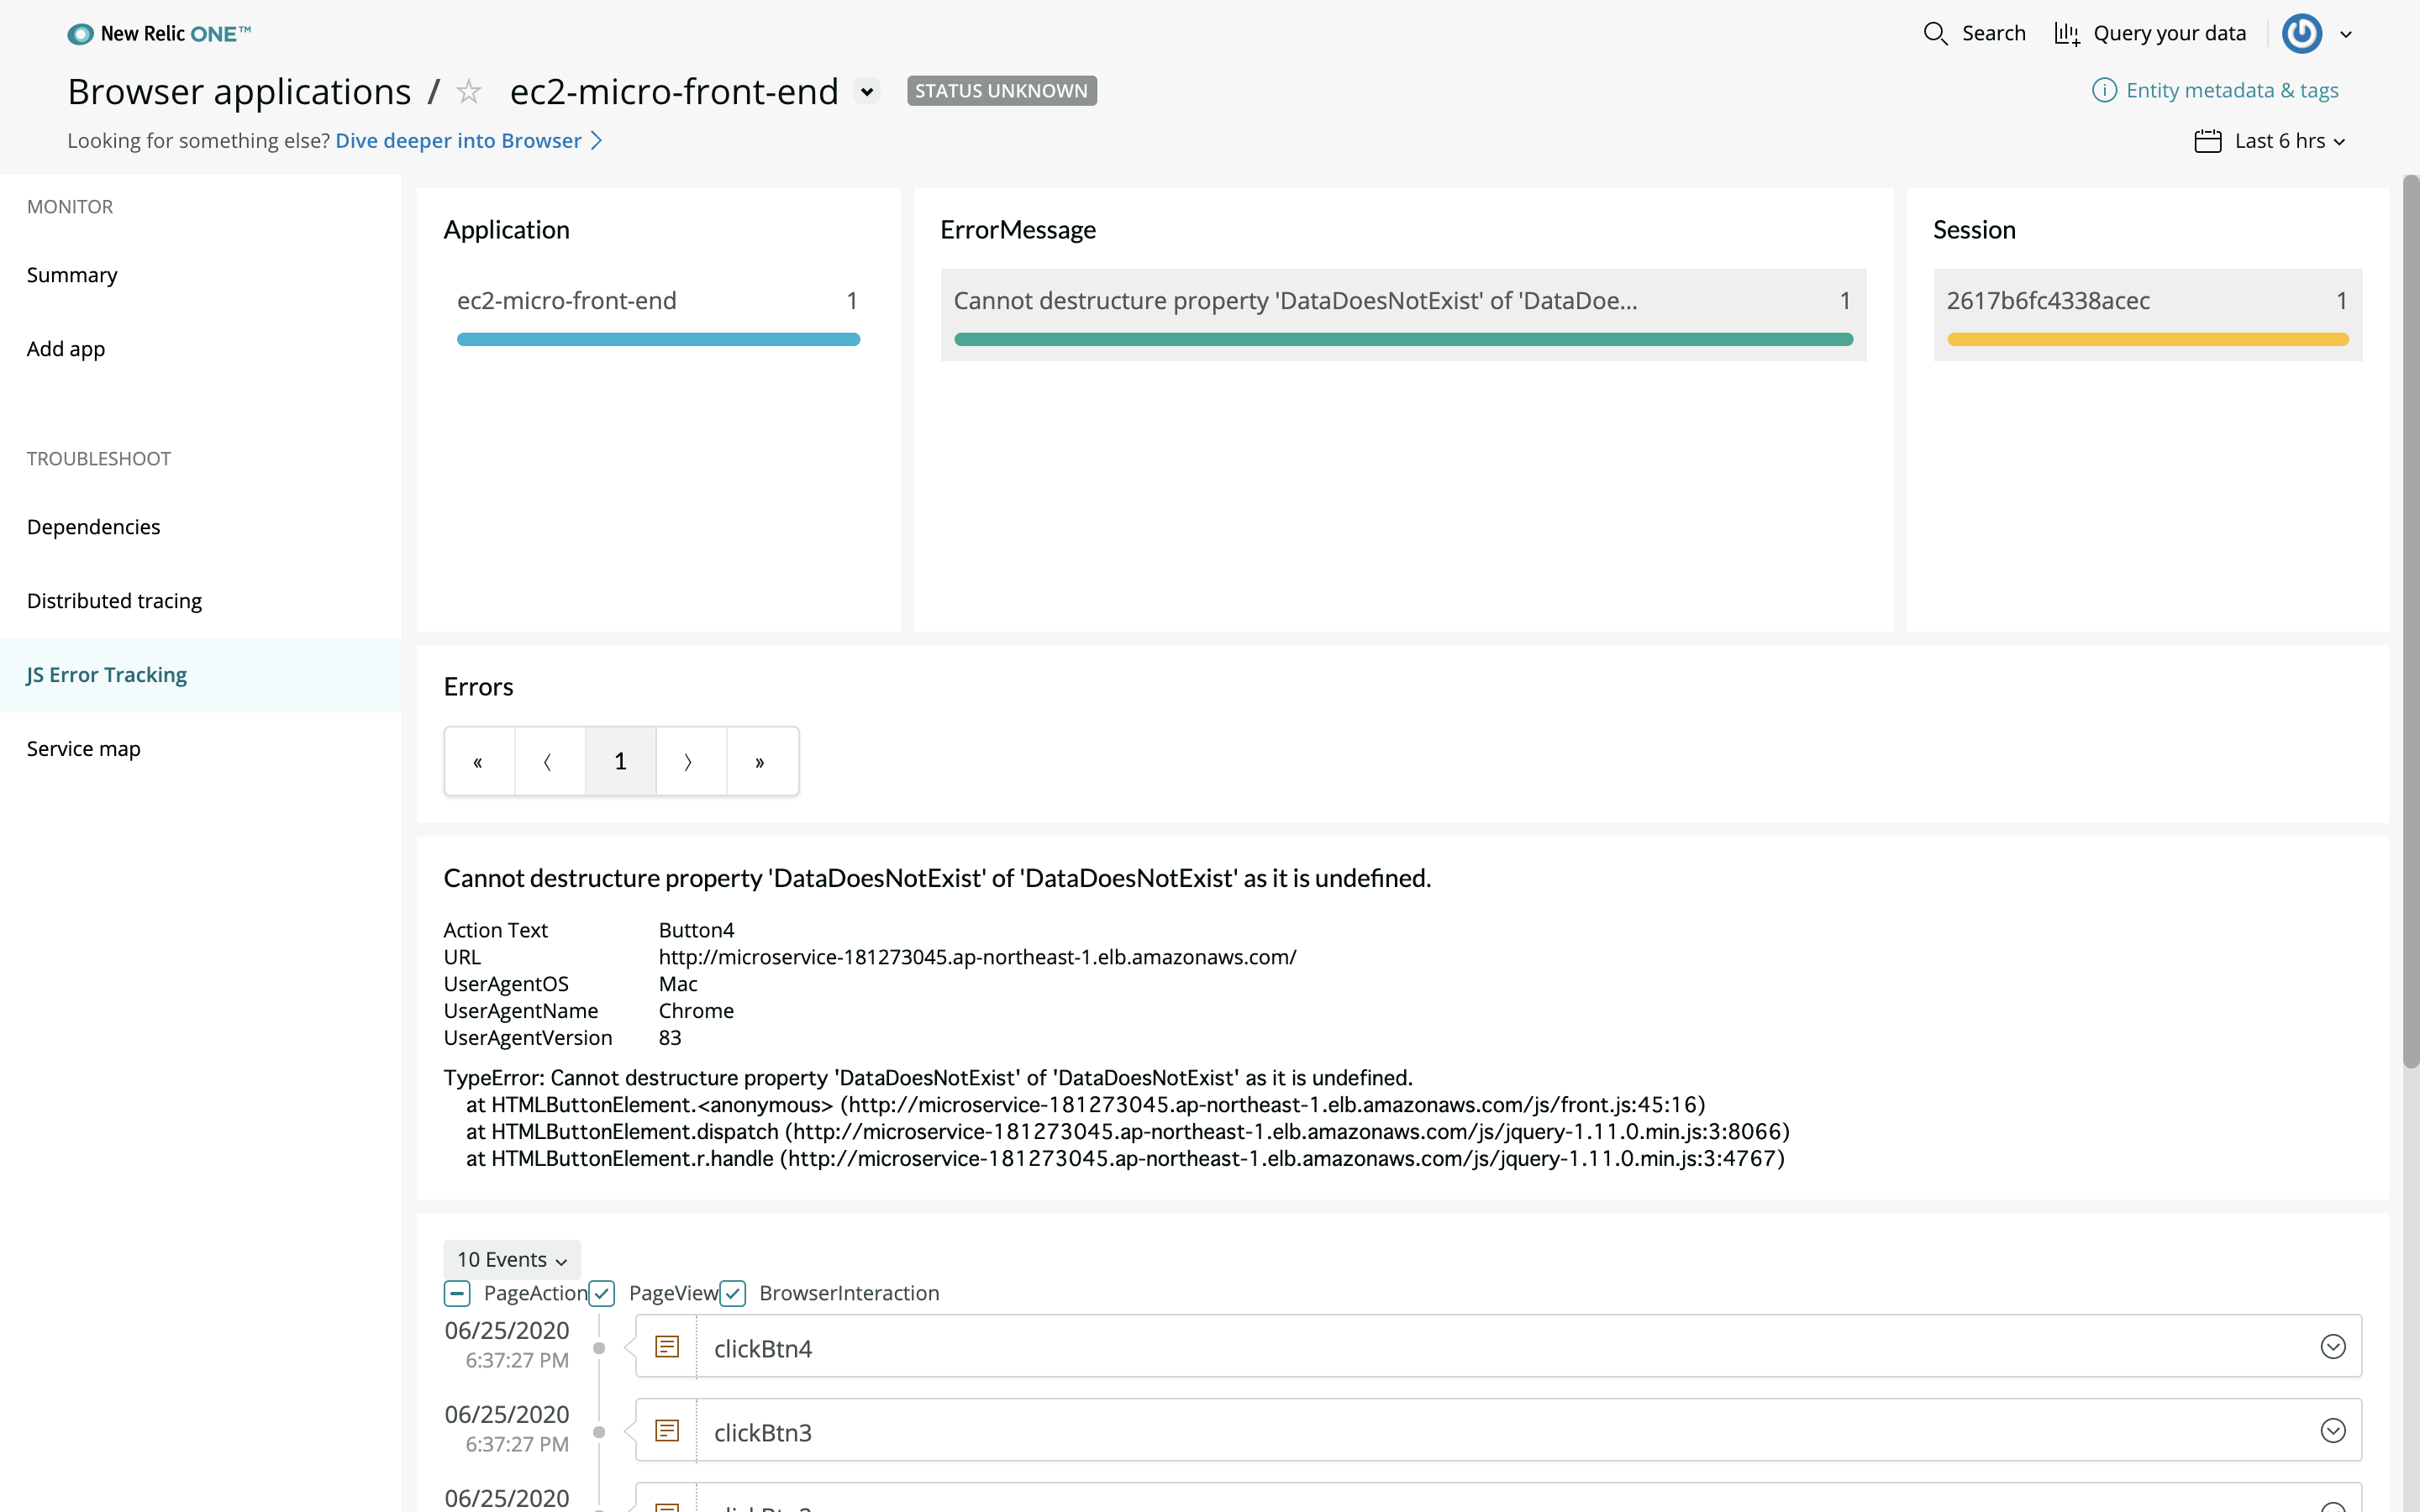 New Relic ONE™
Search
Query your data
Browser applications / ec2-micro-front-end STATUS UNKNOWN
Entity metadata & tags
Looking for something else? Dive deeper into Browser
Last 6 hrs
MONITOR
Summary
Add app
TROUBLESHOOT
Dependencies
Distributed tracing
JS Error Tracking
Service map
Application
ec2-micro-front-end 1
ErrorMessage
Cannot destructure property 'DataDoesNotExist' of 'DataDoe... 1
Session
2617b6fc4338acec 1
Errors
« 〈 1 〉 »
Cannot destructure property 'DataDoesNotExist' of 'DataDoesNotExist' as it is undefined.
Action Text Button4
URL http://microservice-181273045.ap-northeast-1.elb.amazonaws.com/
UserAgentOS Mac
UserAgentName Chrome
UserAgentVersion 83
TypeError: Cannot destructure property 'DataDoesNotExist' of 'DataDoesNotExist' as it is undefined.
at HTMLButtonElement.<anonymous> (http://microservice-181273045.ap-northeast-1.elb.amazonaws.com/js/front.js:45:16)
at HTMLButtonElement.dispatch (http://microservice-181273045.ap-northeast-1.elb.amazonaws.com/js/jquery-1.11.0.min.js:3:8066)
at HTMLButtonElement.r.handle (http://microservice-181273045.ap-northeast-1.elb.amazonaws.com/js/jquery-1.11.0.min.js:3:4767)
10 Events
PageAction PageView BrowserInteraction
06/25/2020
6:37:27 PM
clickBtn4
06/25/2020
6:37:27 PM
clickBtn3
06/25/2020